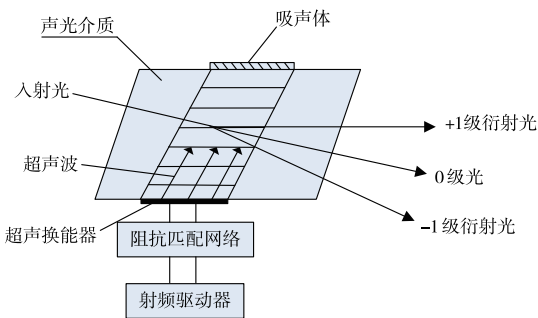 吸声体
声光介质
入射光
+1级衍射光
超声波
0级光
-1级衍射光
超声换能器
阻抗匹配网络
射频驱动器